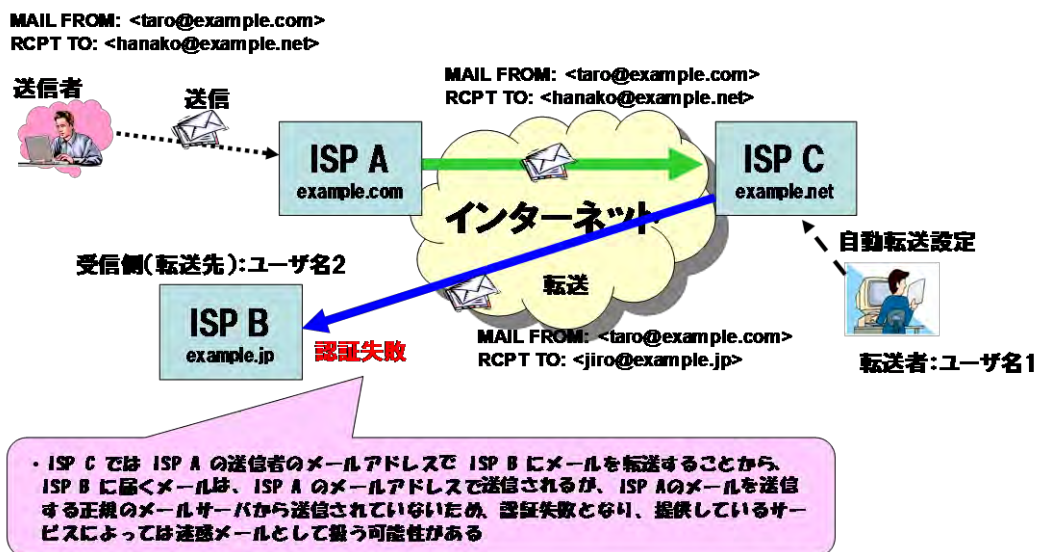 MAIL FROM: <taro@example.com>
RCPT TO: <hanako@example.net>
送信者
送信
MAIL FROM: <taro@example.com>
RCPT TO: <hanako@example.net>
ISP A
example.com
ISP C
example.net
インターネット
自動転送設定
受信側(転送先):ユーザ名2
転送
ISP B
example.jp
認証失敗
MAIL FROM: <taro@example.com>
RCPT TO: <jiro@example.jp>
転送者:ユーザ名1
・ISP C では ISP A の送信者のメールアドレスで ISP B にメールを転送することから、
ISP B に届くメールは、ISP A のメールアドレスで送信されるが、ISP Aのメールを送信
する正規のメールサーバから送信されていないため、認証失敗となり、提供しているサー
ビスによっては迷惑メールとして扱う可能性がある